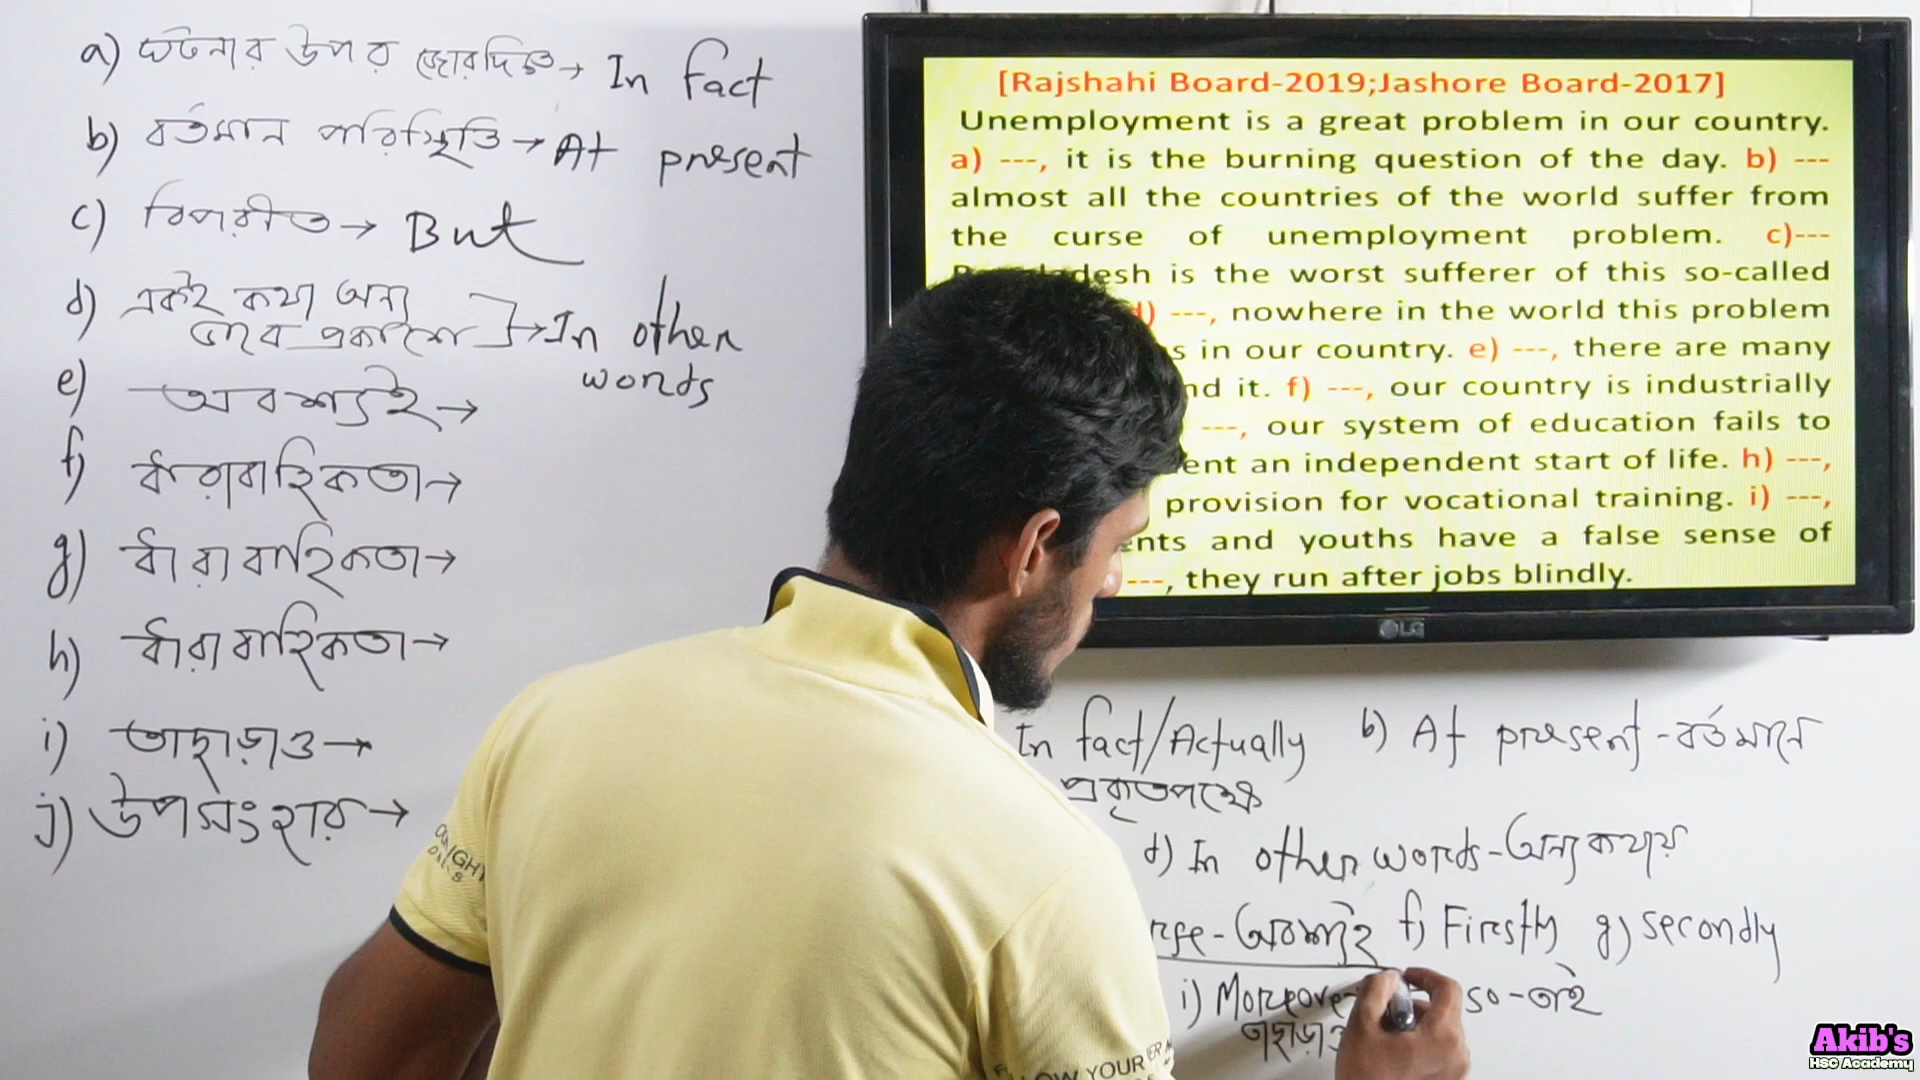 a) ঘটনার উপর জোরদিতে → In fact
b) বর্তমান পরিস্থিতি → At present
c) বিপরীত → But
d) একই কথা অন্য
ভাবে প্রকাশে → In other
words
e) অবশ্যই →
f) ধারাবাহিকতা →
g) ধারাবাহিকতা →
h) ধারাবাহিকতা →
i) তাছাড়াও →
j) উপসংহার →
[Rajshahi Board-2019;Jashore Board-2017]
Unemployment is a great problem in our country.
a) ---, it is the burning question of the day. b) ---
almost all the countries of the world suffer from
the curse of unemployment problem. c)---
is the worst sufferer of this so-called
---, nowhere in the world this problem
in our country. e) ---, there are many
it. f) ---, our country is industrially
---, our system of education fails to
an independent start of life. h) ---,
provision for vocational training. i) ---,
and youths have a false sense of
---, they run after jobs blindly.
LG
In fact/Actually b) At present - বর্তমানে
প্রকৃতপক্ষে
d) In other words - অন্যকথায়
অবশ্যই f) Firstly g) secondly
i) Moreover so - তাই
তাছাড়াও
Akib's
HSC Academy